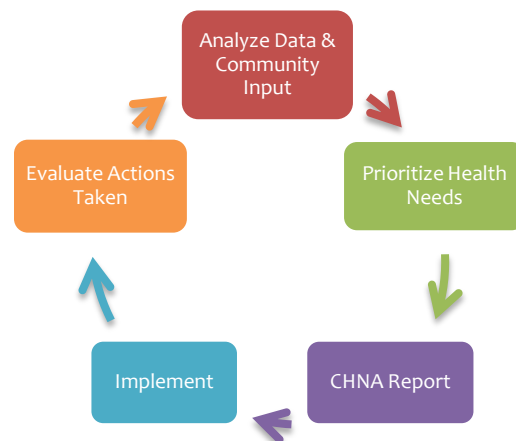 Analyze Data &
Community
Input
Prioritize Health
Needs
CHNA Report
Implement
Evaluate Actions
Taken